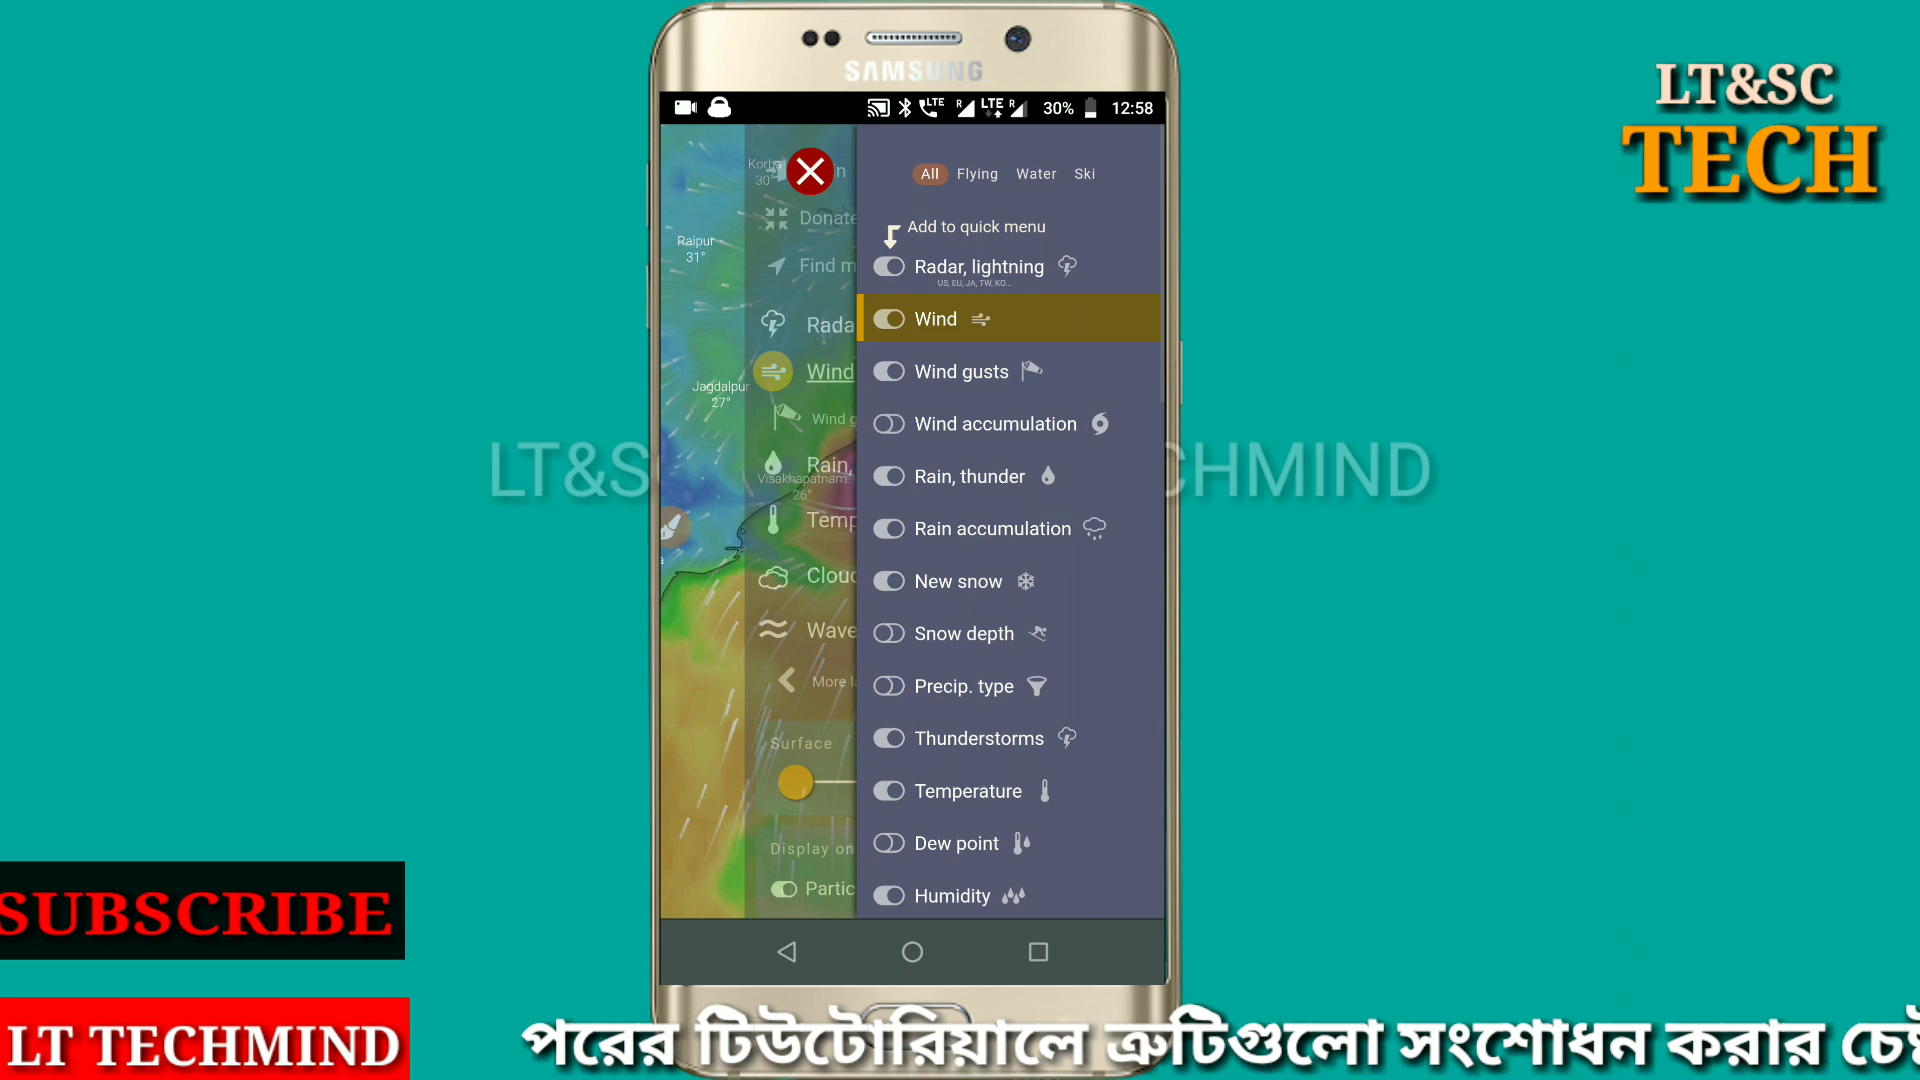 SAMSUNG
LTE
R
LTE
R
30%
12:58
LT&SC
TECH
Korba
30°
Donate
Find m
Raipur
31°
Rada
Wind
Jagdalpur
27°
Wind g
Rain,
Visakhapatnam
26°
Temp
Clou
Wave
More l
Surface
Display on
Partic
All Flying Water Ski
Add to quick menu
Radar, lightning
US, EU, JA, TW, KO...
Wind
Wind gusts
Wind accumulation
Rain, thunder
Rain accumulation
New snow
Snow depth
Precip. type
Thunderstorms
Temperature
Dew point
Humidity
LT&S
CHMIND
SUBSCRIBE
LT TECHMIND
পরের টিউটোরিয়ালে ত্রুটিগুলো সংশোধন করার